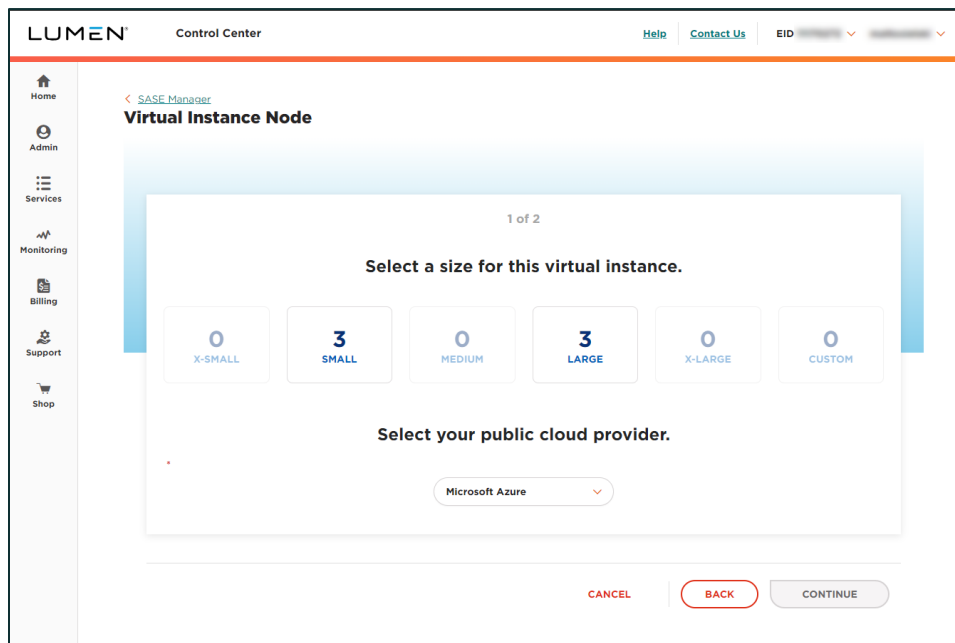 LUMEN® Control Center Help Contact Us EID
Home
Admin
Services
Monitoring
Billing
Support
Shop
SASE Manager
Virtual Instance Node
1 of 2
Select a size for this virtual instance.
0 3 0 3 0 0
X-SMALL SMALL MEDIUM LARGE X-LARGE CUSTOM
Select your public cloud provider.
Microsoft Azure
CANCEL BACK CONTINUE